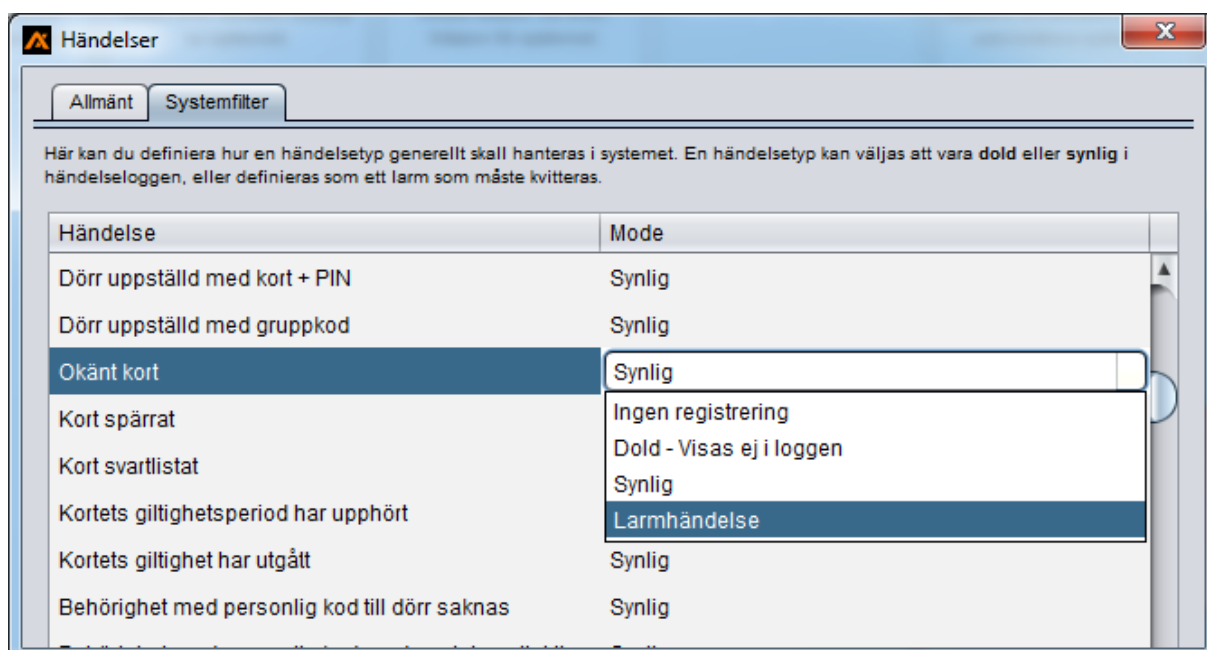 Händelser
Allmänt Systemfilter
Här kan du definiera hur en händelsetyp generellt skall hanteras i systemet. En händelsetyp kan väljas att vara dold eller synlig i
händelseloggen, eller definieras som ett larm som måste kvitteras.
Händelse Mode
Dörr uppställd med kort + PIN Synlig
Dörr uppställd med gruppkod Synlig
Okänt kort Synlig
Ingen registrering
Kort spärrat
Dold - Visas ej i loggen
Kort svartlistat
Synlig
Kortets giltighetsperiod har upphört Larmhändelse
Kortets giltighet har utgått Synlig
Behörighet med personlig kod till dörr saknas Synlig